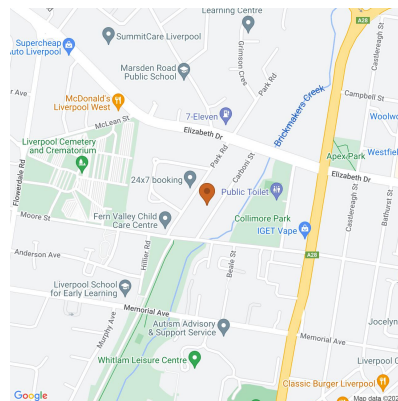 Learning Centre
A28
SummitCare Liverpool
Supercheap
Auto Liverpool
Marsden Road
Public School
Grimson Cres
Park Rd
Castlereagh St
Brickmakers Creek
Campbell St
McDonald's
Liverpool West
McLean St
7-Eleven
Elizabeth Dr
Woolwo
Apex Park
Westfiel
Liverpool Cemetery
and Crematorium
Park Rd
Carboni St
Elizabeth Dr
Flowerdale Rd
24x7 booking
Public Toilet
Castlereagh St
Bathurst St
Moore St
Fern Valley Child
Care Centre
Collimore Park
IGET Vape
Anderson Ave
Hillier Rd
Beale St
A28
Liverpool School
for Early Learning
Memorial Ave
Murphy Ave
Autism Advisory
& Support Service
Jocelyn
Memorial Ave
Whitlam Leisure Centre
Liverpool C
Classic Burger Liverpool
Google
Map data ©202